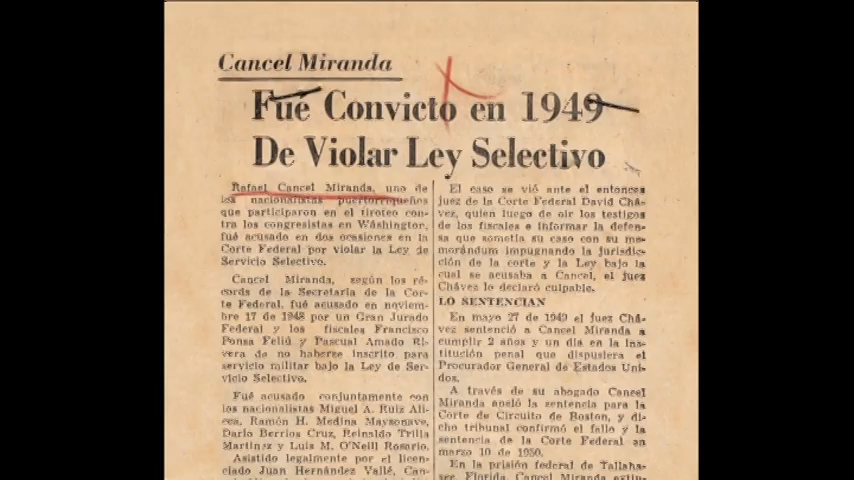 Cancel Miranda
Fué Convicto en 1949
De Violar Ley Selectivo
Rafael Cancel Miranda, uno de
los nacionalistas puertorriqueños
que participaron en el tiroteo con-
tra los congresistas en Wáshington,
fué acusado en dos ocasiones en la
Corte Federal por violar la Ley de
Servicio Selectivo.
Cancel Miranda, según los ré-
cords de la Secretaría de la Cor-
te Federal, fué acusado en noviem-
bre 17 de 1948 por un Gran Jurado
Federal y los fiscales Francisco
Ponsa Feliú y Pascual Amado Ri-
vera de no haberse inscrito para
servicio militar bajo la Ley de Ser-
vicio Selectivo.
Fué acusado conjuntamente con
los nacionalistas Miguel A. Ruiz Ali-
cea, Ramón H. Medina Maysonave,
Darío Berríos Cruz, Reinaldo Trilla
Martínez y Luis M. O'Neill Rosario.
Asistido legalmente por el licen-
ciado Juan Hernández Vallé, Can-
El caso se vió ante el entonces
juez de la Corte Federal David Chá-
vez, quien luego de oir los testigos
de los fiscales e informar la defen-
sa que sometía su caso con su me-
morándum impugnando la jurisdic-
ción de la corte y la Ley bajo la
cual se acusaba a Cancel, el juez
Chávez lo declaró culpable.
LO SENTENCIAN
En mayo 27 de 1949 el juez Chá-
vez sentenció a Cancel Miranda a
cumplir 2 años y un día en la ins-
titución penal que dispusiera el
Procurador General de Estados Uni-
dos.
A través de su abogado Cancel
Miranda apeló la sentencia para la
Corte de Circuito de Boston, y di-
cho tribunal confirmó el fallo y la
sentencia de la Corte Federal en
marzo 10 de 1950.
En la prisión federal de Tallaha-
ssee, Florida, Cancel Miranda